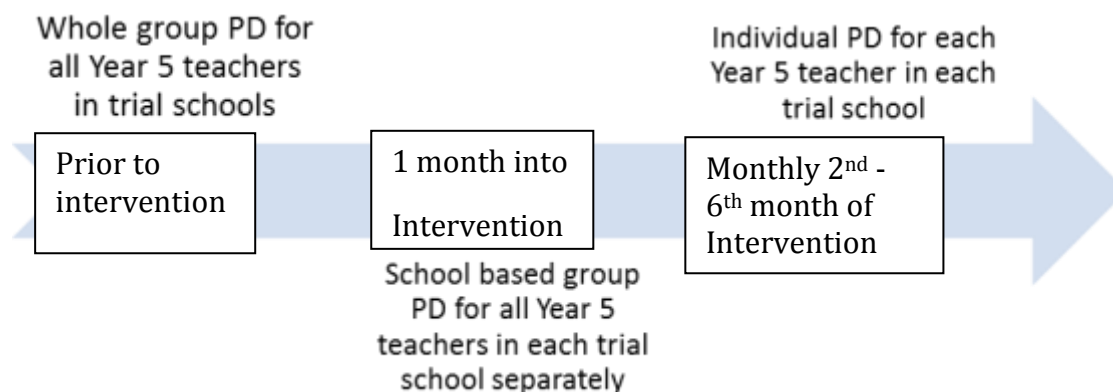 Whole group PD for
all Year 5 teachers
in trial schools
Prior to
intervention
1 month into
Intervention
School based group
PD for all Year 5
teachers in each trial
school separately
Individual PD for each
Year 5 teacher in each
trial school
Monthly 2nd -
6th month of
Intervention